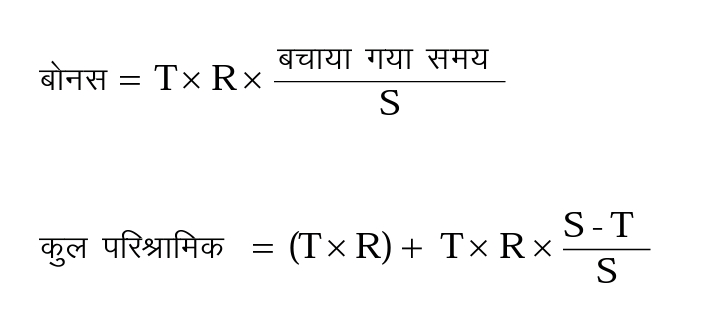 बोनस = T× R× बचाया गया समय / S
कुल परिश्रामिक = (T× R) + T× R × S - T / S